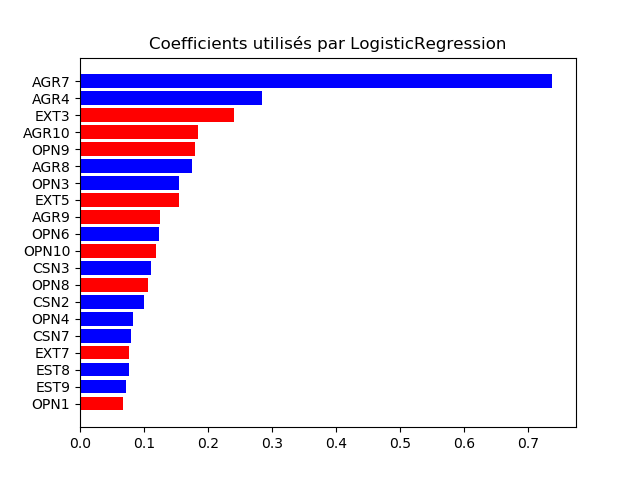 Coefficients utilisés par LogisticRegression
AGR7
AGR4
EXT3
AGR10
OPN9
AGR8
OPN3
EXT5
AGR9
OPN6
OPN10
CSN3
OPN8
CSN2
OPN4
CSN7
EXT7
EST8
EST9
OPN1
0.0 0.1 0.2 0.3 0.4 0.5 0.6 0.7